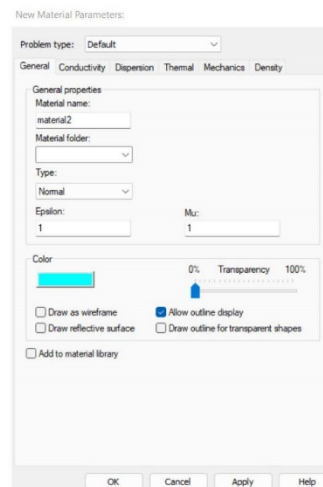 New Material Parameters:
Problem type: Default
General Conductivity Dispersion Thermal Mechanics Density
General properties
Material name:
material2
Material folder:
Type:
Normal
Epsilon: Mu:
1 1
Color
0% Transparency 100%
Draw as wireframe Allow outline display
Draw reflective surface Draw outline for transparent shapes
Add to material library
OK Cancel Apply Help